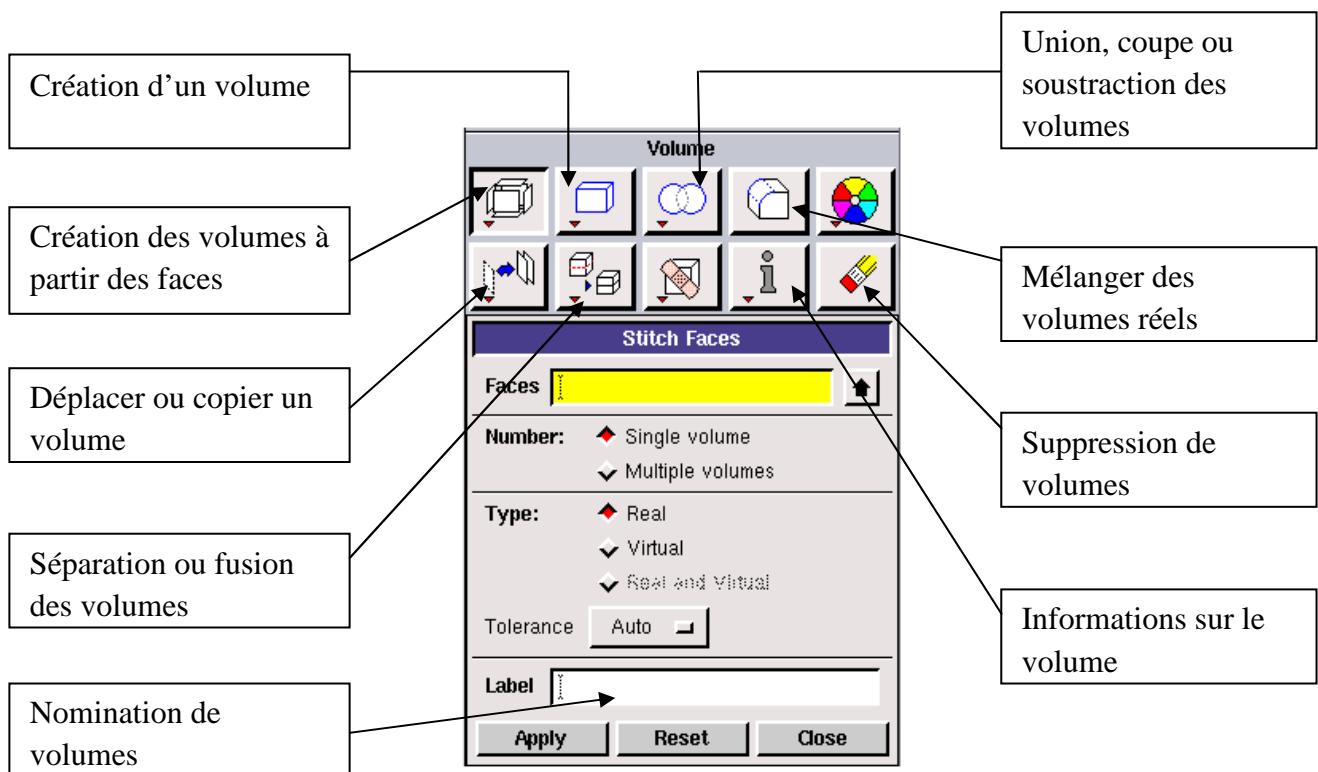 Création d'un volume
Union, coupe ou
soustraction des
volumes
Création des volumes à
partir des faces
Mélanger des
volumes réels
Déplacer ou copier un
volume
Suppression de
volumes
Séparation ou fusion
des volumes
Informations sur le
volume
Nomination de
volumes
Volume
Stitch Faces
Faces
Number: Single volume
Multiple volumes
Type: Real
Virtual
Real and Virtual
Tolerance Auto
Label
Apply Reset Close